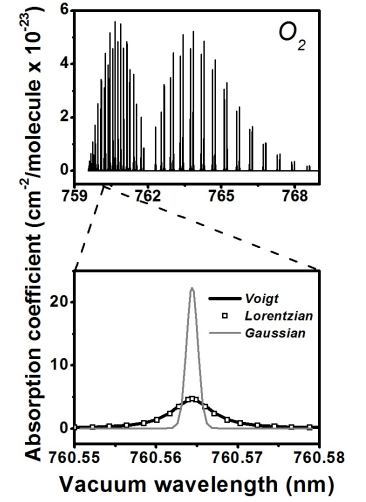 6
4
2
0
O2
759 762 765 768
Absorption coefficient (cm-2/molecule x 10-23)
20
10
0
Voigt
Lorentzian
Gaussian
760.55 760.56 760.57 760.58
Vacuum wavelength (nm)